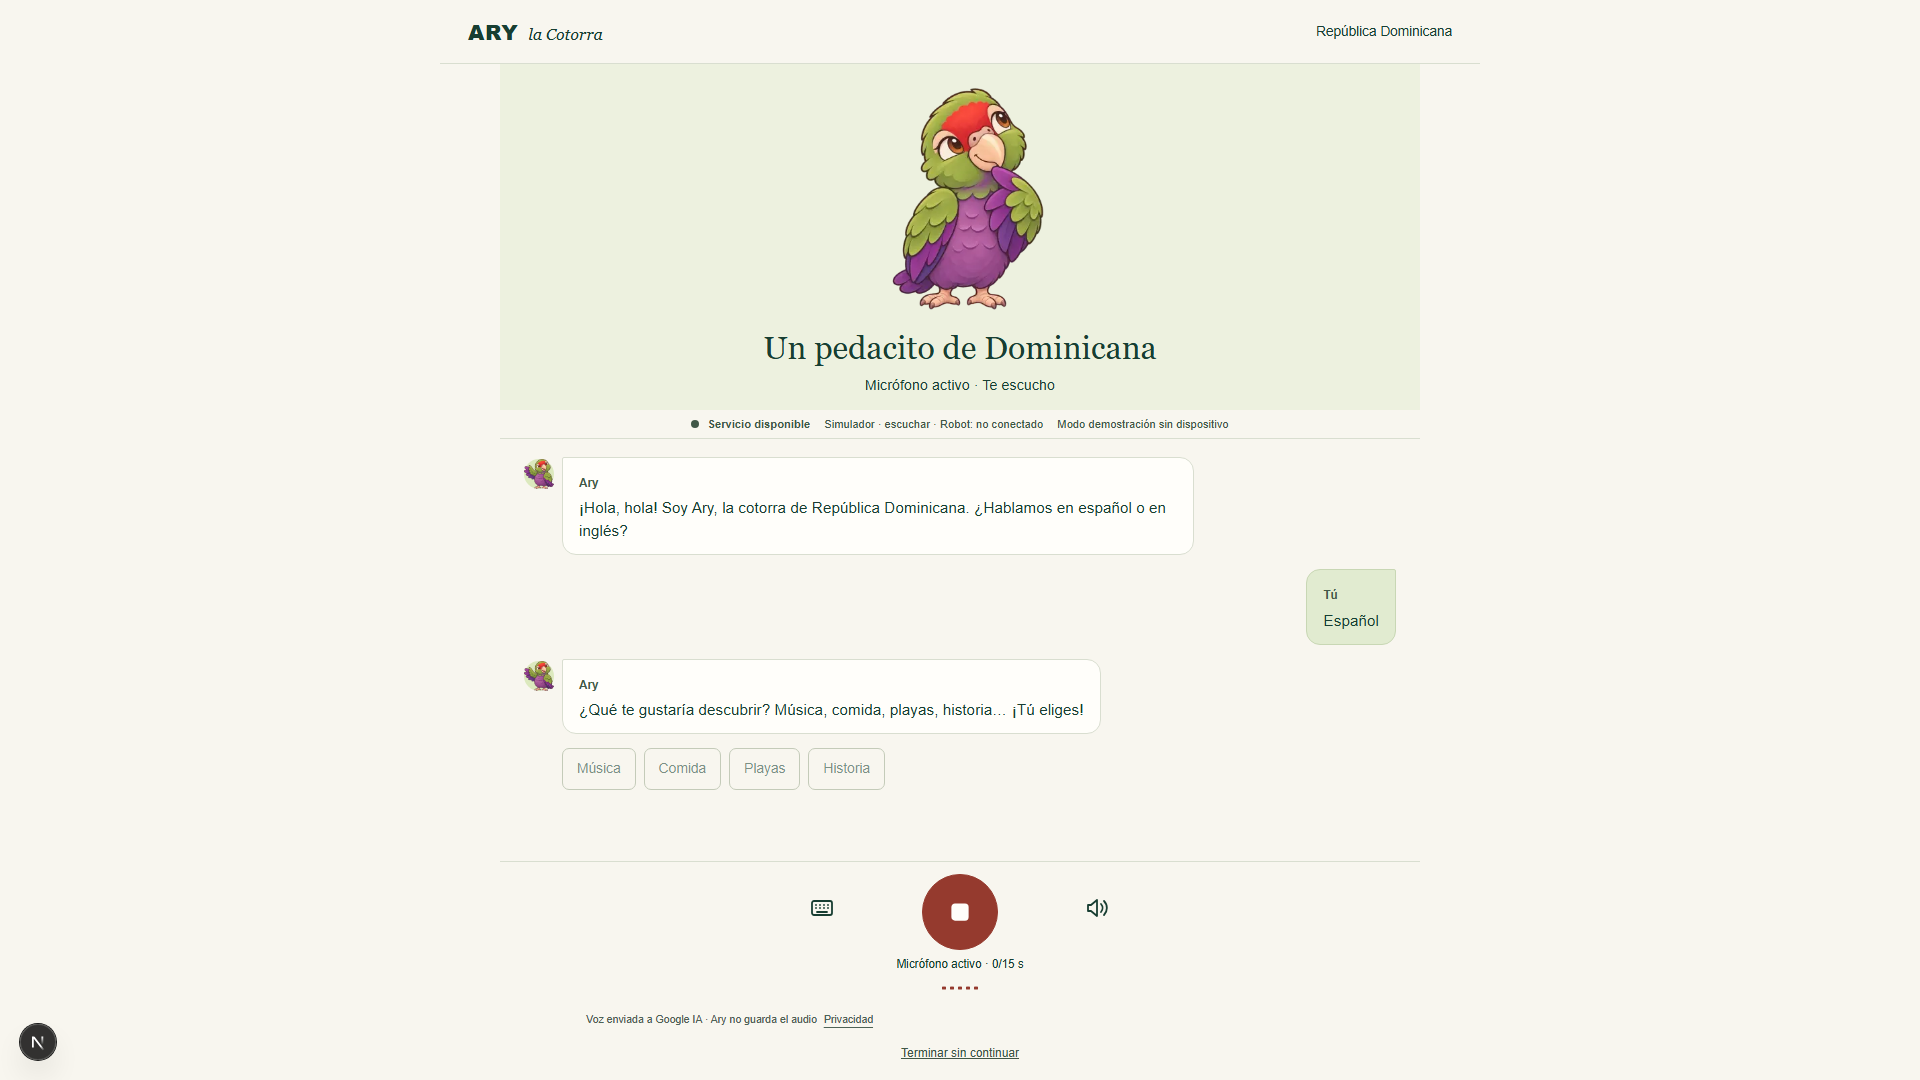 ARY la Cotorra
República Dominicana
Un pedacito de Dominicana
Micrófono activo · Te escucho
Servicio disponible Simulador · escuchar · Robot: no conectado Modo demostración sin dispositivo
Ary
¡Hola, hola! Soy Ary, la cotorra de República Dominicana. ¿Hablamos en español o en
inglés?
Tú
Español
Ary
¿Qué te gustaría descubrir? Música, comida, playas, historia… ¡Tú eliges!
Música Comida Playas Historia
Micrófono activo · 0/15 s
Voz enviada a Google IA · Ary no guarda el audio Privacidad
Terminar sin continuar
N